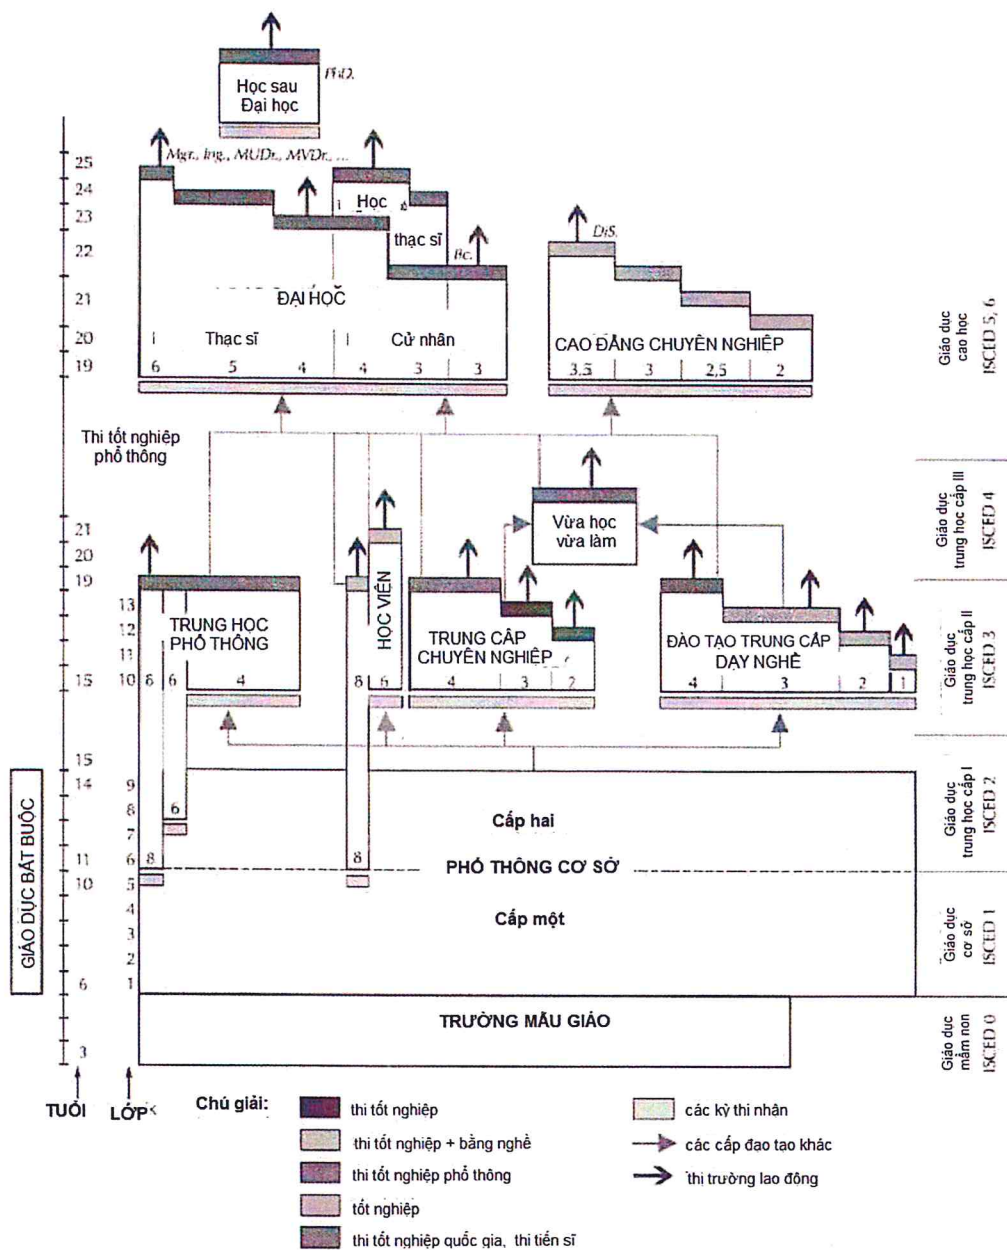 PhD.
Học sau
Đại học
Mgr., Ing., MUDr., MVDr., ...
25
24
23
22
21
20
19
Học
thạc sĩ
Bc.
DiS.
ĐẠI HỌC
Thạc sĩ
Cử nhân
6
5
4
4
3
3
CAO ĐẲNG CHUYÊN NGHIỆP
3,5
3
2,5
2
Giáo dục
cao học
ISCED 5, 6
Thi tốt nghiệp
phổ thông
Vừa học
vừa làm
Giáo dục
trung học cấp III
ISCED 4
21
20
19
15
13
12
11
10
TRUNG HỌC
PHỔ THÔNG
8
6
4
HỌC VIÊN
8
6
TRUNG CẤP
CHUYÊN NGHIỆP
4
3
2
ĐÀO TẠO TRUNG CẤP
DẠY NGHỀ
4
3
2
1
Giáo dục
trung học cấp II
ISCED 3
GIÁO DỤC BẮT BUỘC
15
14
11
10
6
3
9
8
7
6
5
4
3
2
1
6
8
8
Cấp hai
PHỔ THÔNG CƠ SỞ
Cấp một
TRƯỜNG MẪU GIÁO
Giáo dục
trung học cấp I
ISCED 2
Giáo dục
cơ sở
ISCED 1
Giáo dục
mầm non
ISCED 0
TUỔI
LỚP
Chú giải:
thi tốt nghiệp
thi tốt nghiệp + bằng nghề
thi tốt nghiệp phổ thông
tốt nghiệp
thi tốt nghiệp quốc gia, thi tiến sĩ
các kỳ thi nhân
các cấp đao tạo khác
thị trường lao động